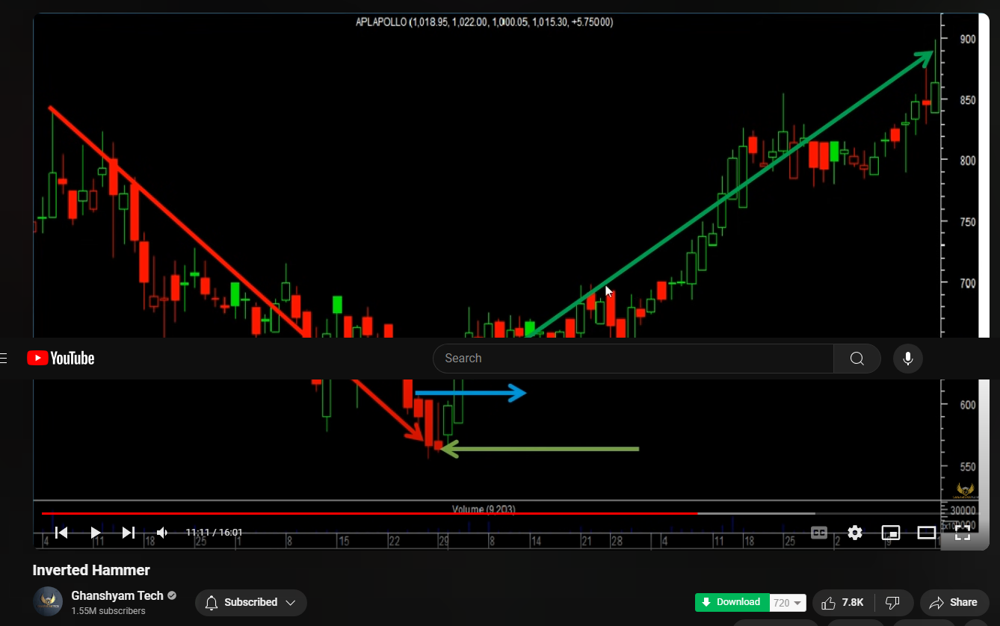 APLAPOLLO (1,018.95, 1,022.00, 1,000.05, 1,015.30, +5.75000)
900
850
800
750
700
YouTube
Search
600
550
Volume (9,203)
30000
11:11 / 16:01
CC
4 11 18 25 1 8 15 22 29 8 14 21 28 4 11 18 25 2 9
Inverted Hammer
Ghanshyam Tech
1.55M subscribers
Subscribed
Download
720
7.8K
Share